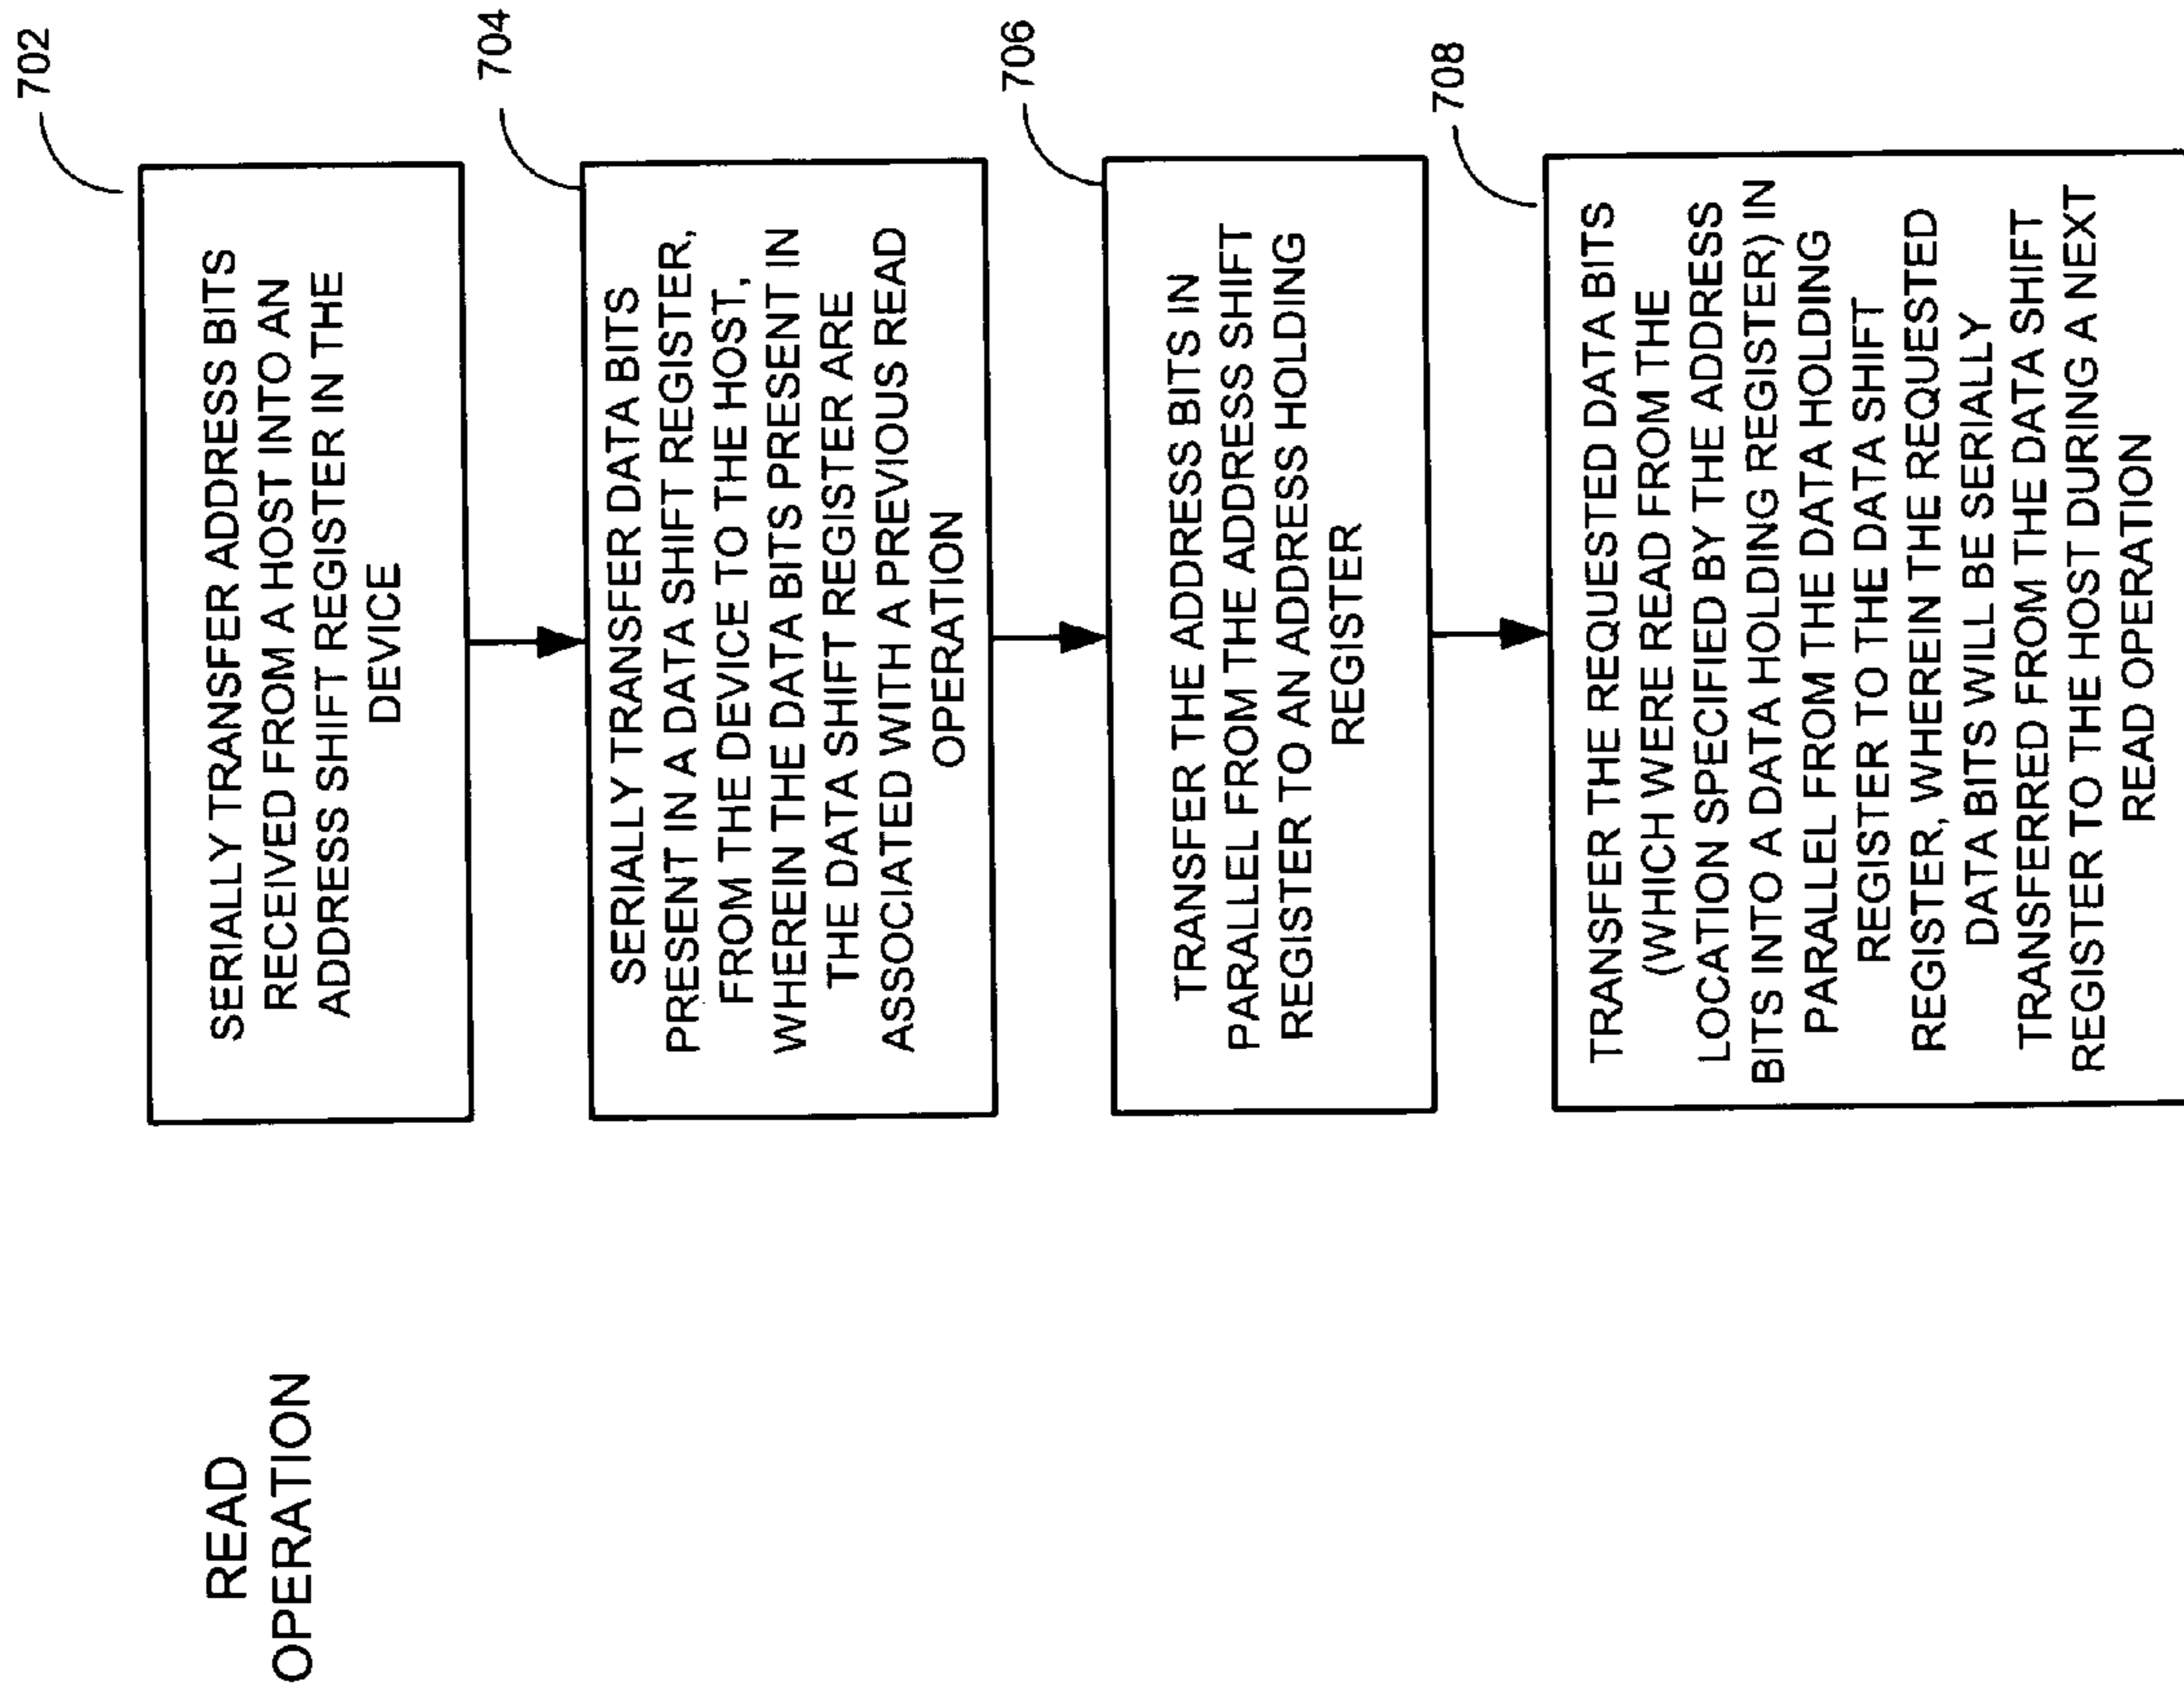 READ
OPERATION
702
SERIALLY TRANSFER ADDRESS BITS
RECEIVED FROM A HOST INTO AN
ADDRESS SHIFT REGISTER IN THE
DEVICE
704
SERIALLY TRANSFER DATA BITS
PRESENT IN A DATA SHIFT REGISTER,
FROM THE DEVICE TO THE HOST,
WHEREIN THE DATA BITS PRESENT IN
THE DATA SHIFT REGISTER ARE
ASSOCIATED WITH A PREVIOUS READ
OPERATION
706
TRANSFER THE ADDRESS BITS IN
PARALLEL FROM THE ADDRESS SHIFT
REGISTER TO AN ADDRESS HOLDING
REGISTER
708
TRANSFER THE REQUESTED DATA BITS
(WHICH WERE READ FROM THE
LOCATION SPECIFIED BY THE ADDRESS
BITS INTO A DATA HOLDING REGISTER) IN
PARALLEL FROM THE DATA HOLDING
REGISTER TO THE DATA SHIFT
REGISTER, WHEREIN THE REQUESTED
DATA BITS WILL BE SERIALLY
TRANSFERRED FROM THE DATA SHIFT
REGISTER TO THE HOST DURING A NEXT
READ OPERATION